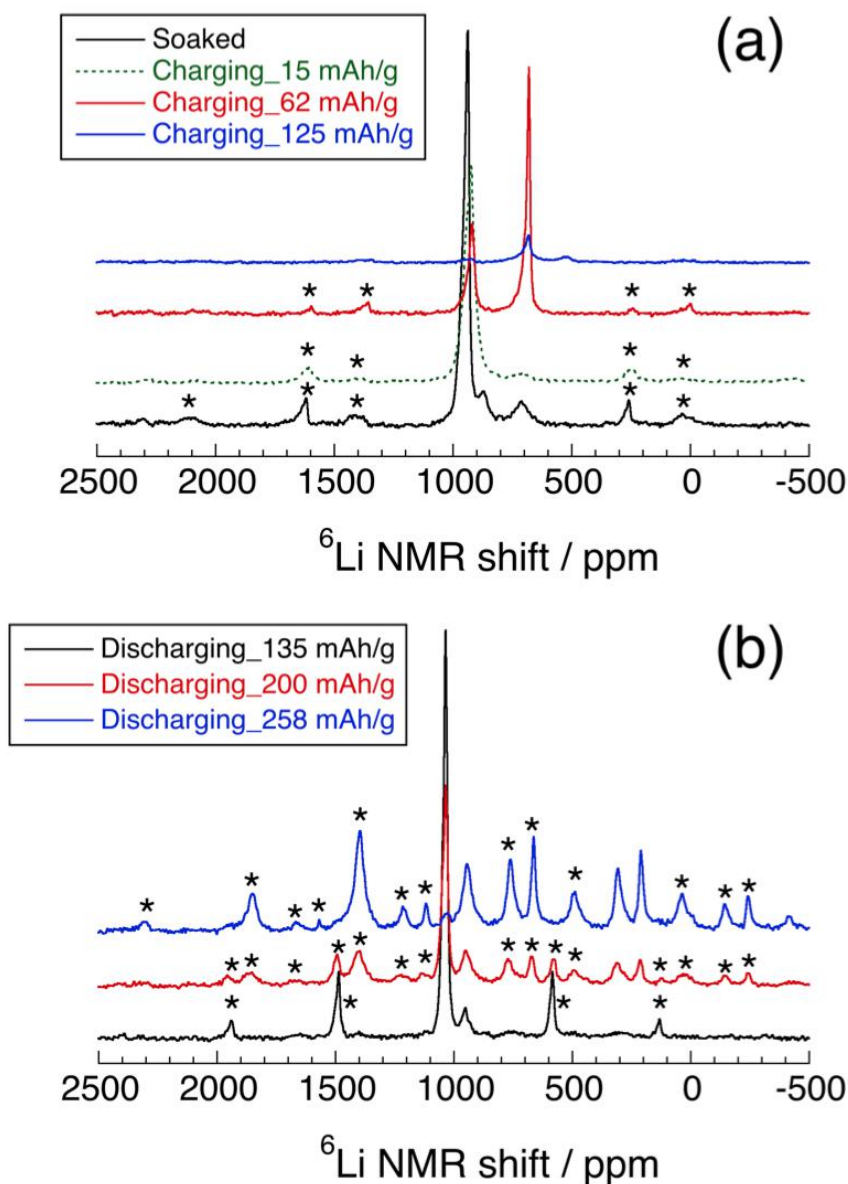 (a)
Soaked
Charging_15 mAh/g
Charging_62 mAh/g
Charging_125 mAh/g
* *
* *
* *
* *
* * *
* *
2500 2000 1500 1000 500 0 -500
⁶Li NMR shift / ppm
(b)
Discharging_135 mAh/g
Discharging_200 mAh/g
Discharging_258 mAh/g
* * * * * * * * * * * * *
* * * * * * * * * * * * * *
* * * * *
2500 2000 1500 1000 500 0 -500
⁶Li NMR shift / ppm